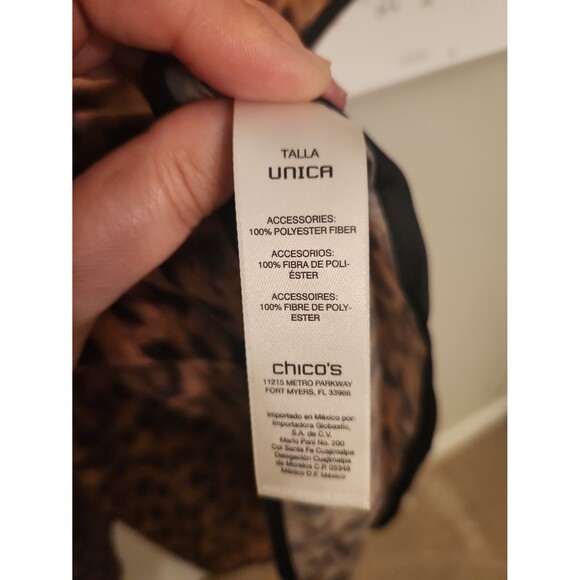 TALLA
UNICA
ACCESSORIES:
100% POLYESTER FIBER
ACCESORIOS:
100% FIBRA DE POLI-
ÉSTER
ACCESSOIRES:
100% FIBRE DE POLY-
ESTER
chico's
11215 METRO PARKWAY
FORT MYERS, FL 33966
Importado en México por:
Importadora Globastic,
S.A. de C.V.
Mario Pani No. 200
Col Santa Fe Cuajimalpa
Delegación Cuajimalpa
de Morelos C.P. 05348
México D.F. México